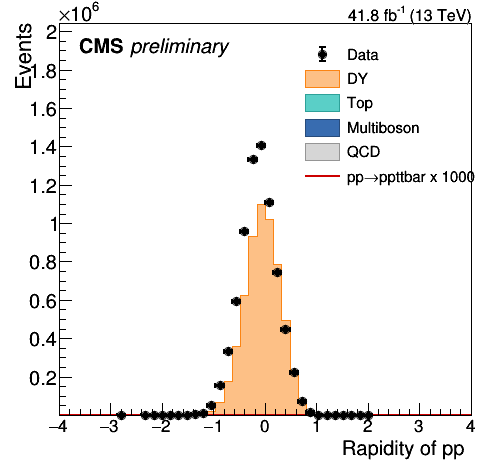 ×10⁶
41.8 fb⁻¹ (13 TeV)
Events
CMS preliminary
Data
DY
Top
Multiboson
QCD
pp→ppttbar x 1000
2
1.8
1.6
1.4
1.2
1
0.8
0.6
0.4
0.2
−4 −3 −2 −1 0 1 2 3 4
Rapidity of pp